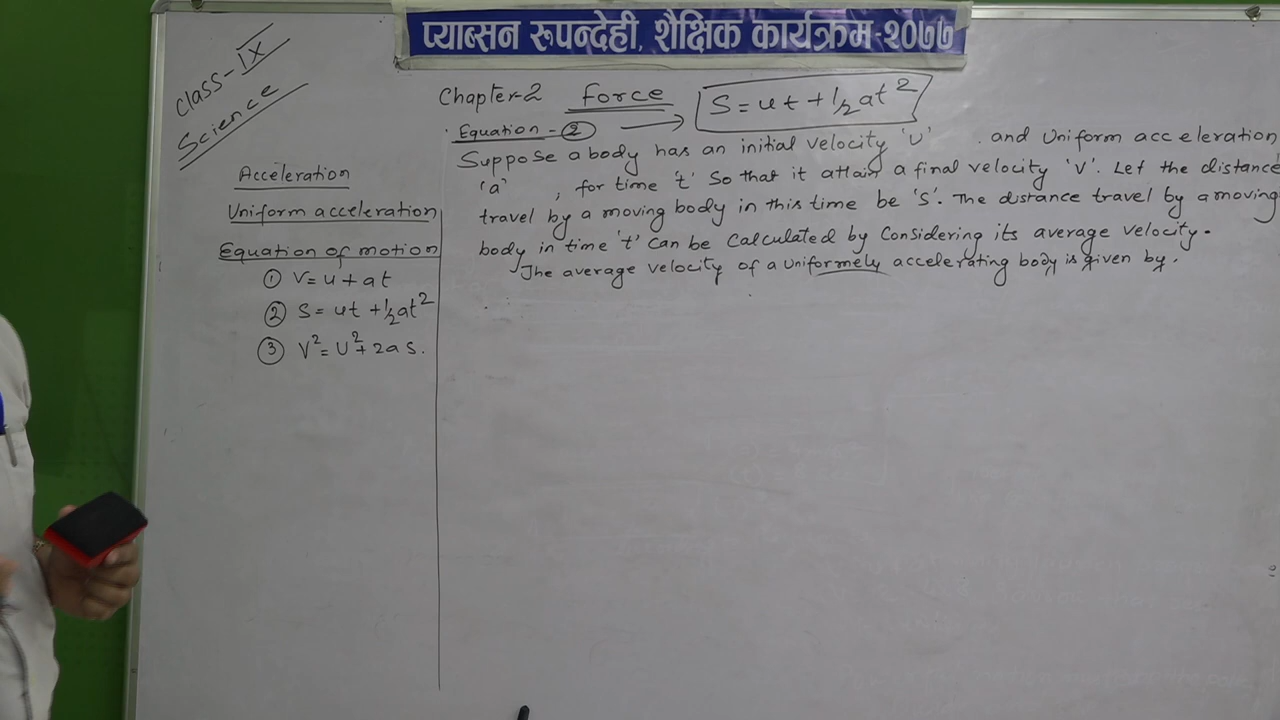 प्याब्सन रुपन्देही, शैक्षिक कार्यक्रम-२०७७
Class-IX
Science
Chapter-2 Force S = ut + 1/2 at²
Equation - ②
Suppose a body has an initial velocity 'u' and Uniform acceleration,
'a' , for time 't' So that it attain a final velocity 'v'. Let the distance
travel by a moving body in this time be 's'. The distance travel by a moving
body in time 't' can be Calculated by Considering its average velocity.
The average velocity of a Uniformely accelerating body is given by.
Acceleration
Uniform acceleration
Equation of motion
① V = u + at
② S = ut + 1/2 at²
③ V² = U² + 2as.